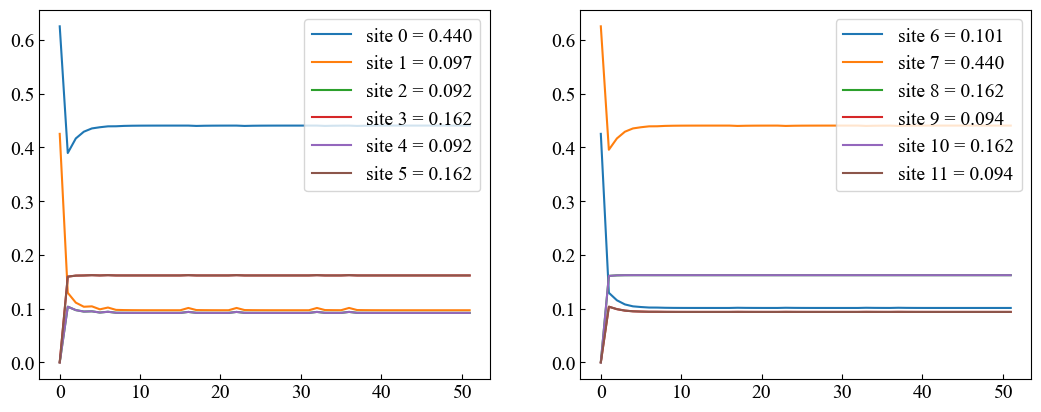 0.6
0.5
0.4
0.3
0.2
0.1
0.0
0 10 20 30 40 50
site 0 = 0.440
site 1 = 0.097
site 2 = 0.092
site 3 = 0.162
site 4 = 0.092
site 5 = 0.162
0.6
0.5
0.4
0.3
0.2
0.1
0.0
0 10 20 30 40 50
site 6 = 0.101
site 7 = 0.440
site 8 = 0.162
site 9 = 0.094
site 10 = 0.162
site 11 = 0.094